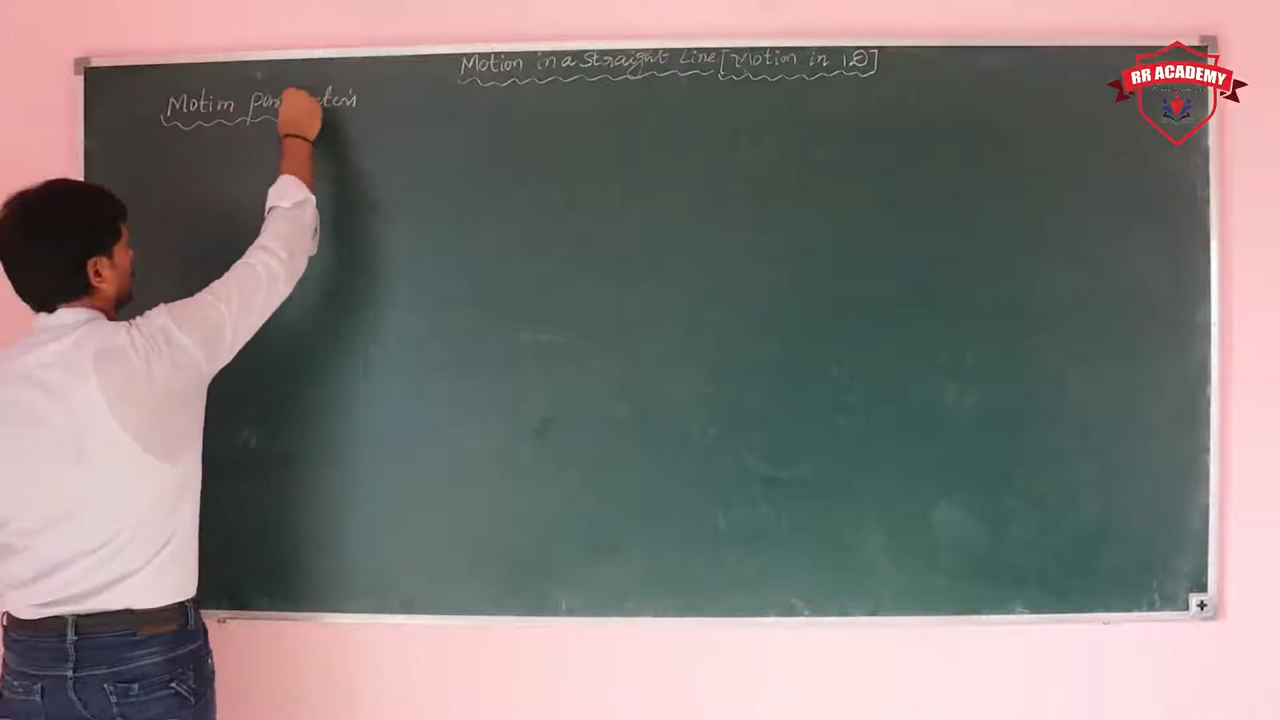 Motion in a Straight Line [Motion in 1D]
RR ACADEMY
Motion parameters